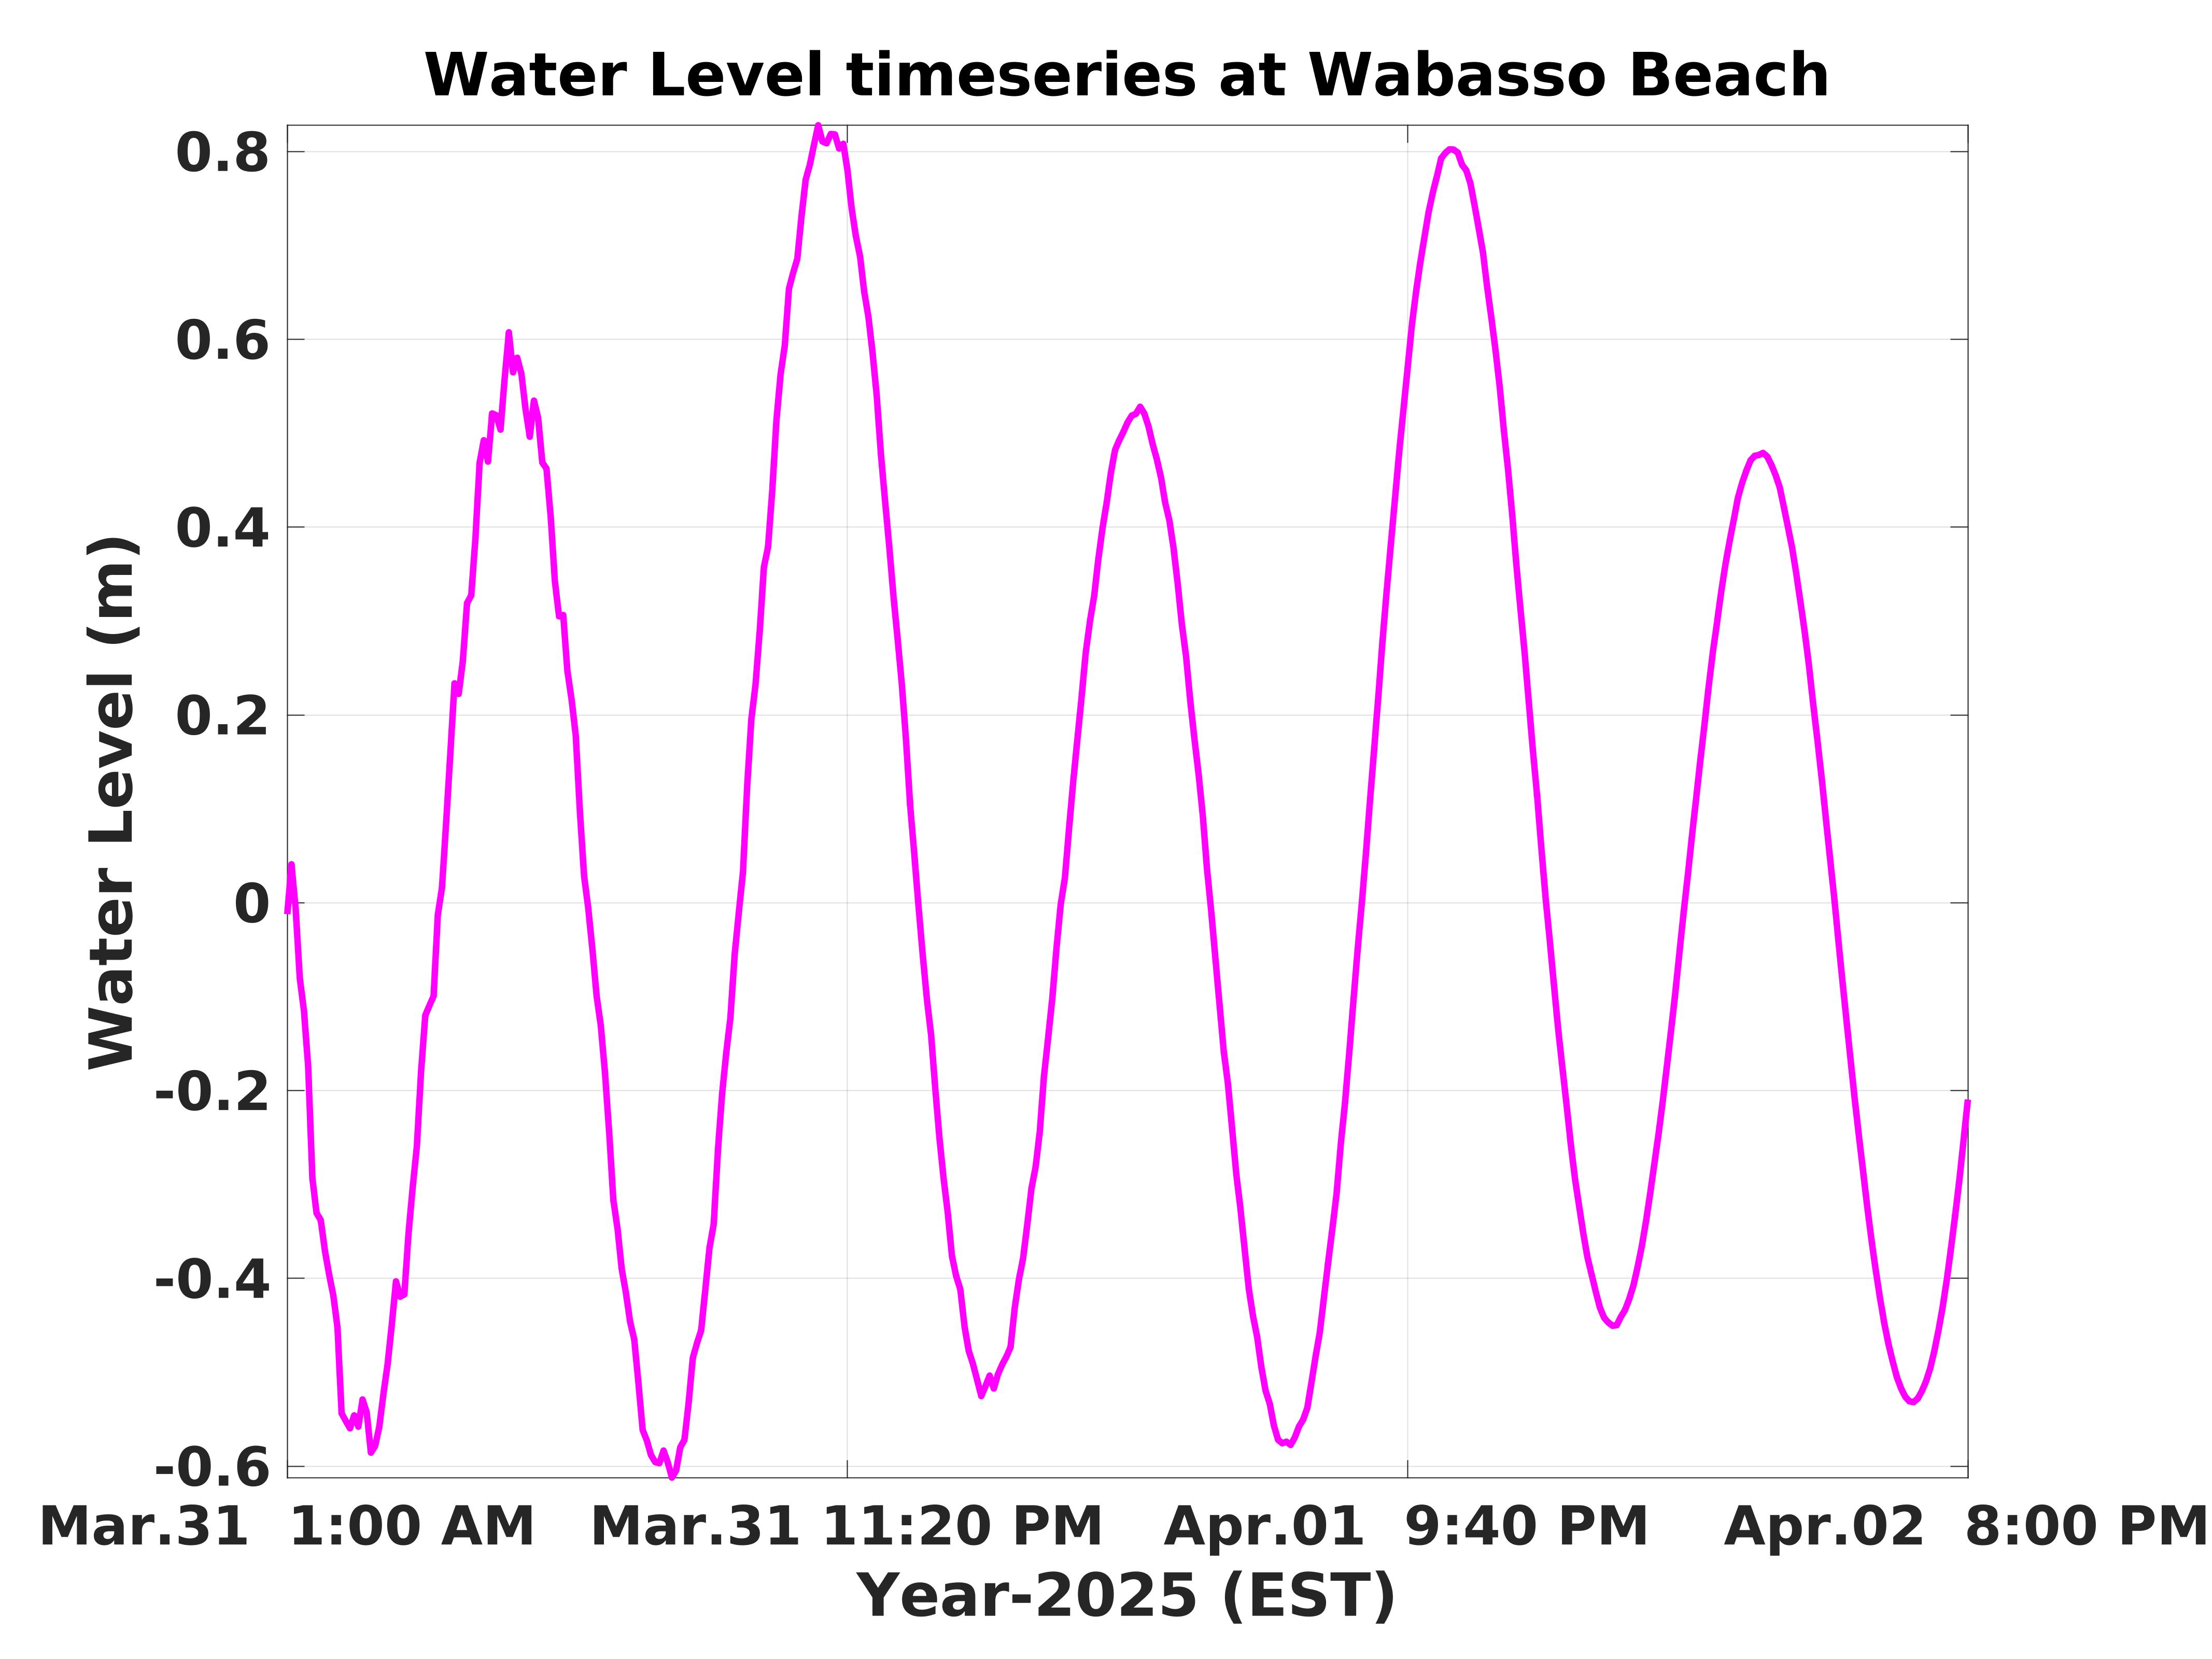 Water Level timeseries at Wabasso Beach
Water Level (m)
0.8
0.6
0.4
0.2
0
-0.2
-0.4
-0.6
Mar.31  1:00 AM
Mar.31 11:20 PM
Apr.01  9:40 PM
Apr.02  8:00 PM
Year-2025 (EST)